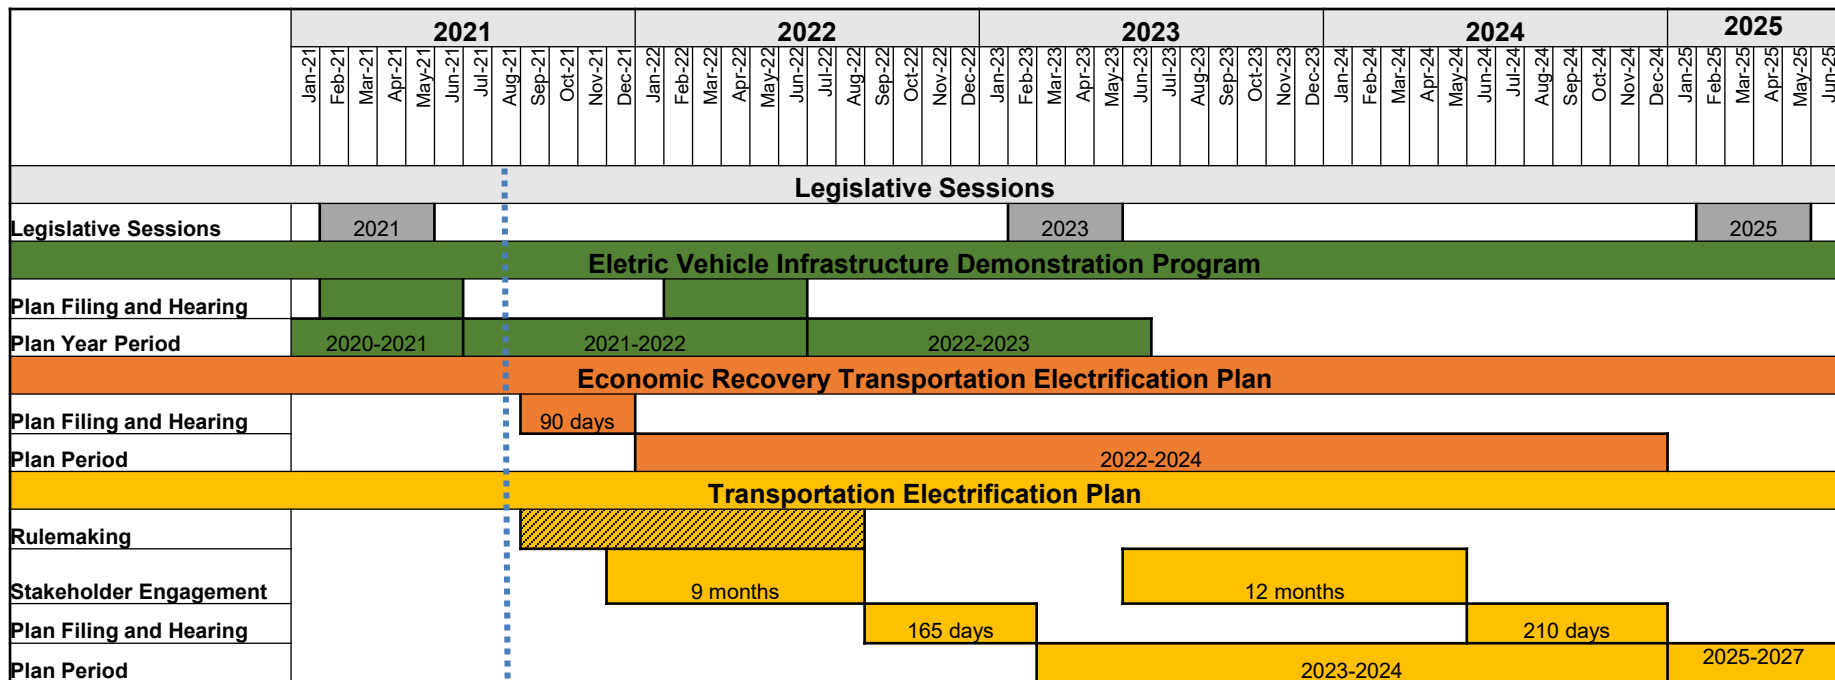 2021 2022 2023 2024 2025
Jan-21 Feb-21 Mar-21 Apr-21 May-21 Jun-21 Jul-21 Aug-21 Sep-21 Oct-21 Nov-21 Dec-21 Jan-22 Feb-22 Mar-22 Apr-22 May-22 Jun-22 Jul-22 Aug-22 Sep-22 Oct-22 Nov-22 Dec-22 Jan-23 Feb-23 Mar-23 Apr-23 May-23 Jun-23 Jul-23 Aug-23 Sep-23 Oct-23 Nov-23 Dec-23 Jan-24 Feb-24 Mar-24 Apr-24 May-24 Jun-24 Jul-24 Aug-24 Sep-24 Oct-24 Nov-24 Dec-24 Jan-25 Feb-25 Mar-25 Apr-25 May-25 Jun-25
Legislative Sessions
Legislative Sessions 2021 2023 2025
Eletric Vehicle Infrastructure Demonstration Program
Plan Filing and Hearing
Plan Year Period 2020-2021 2021-2022 2022-2023
Economic Recovery Transportation Electrification Plan
Plan Filing and Hearing 90 days
Plan Period 2022-2024
Transportation Electrification Plan
Rulemaking
Stakeholder Engagement 9 months 12 months
Plan Filing and Hearing 165 days 210 days
Plan Period 2023-2024 2025-2027